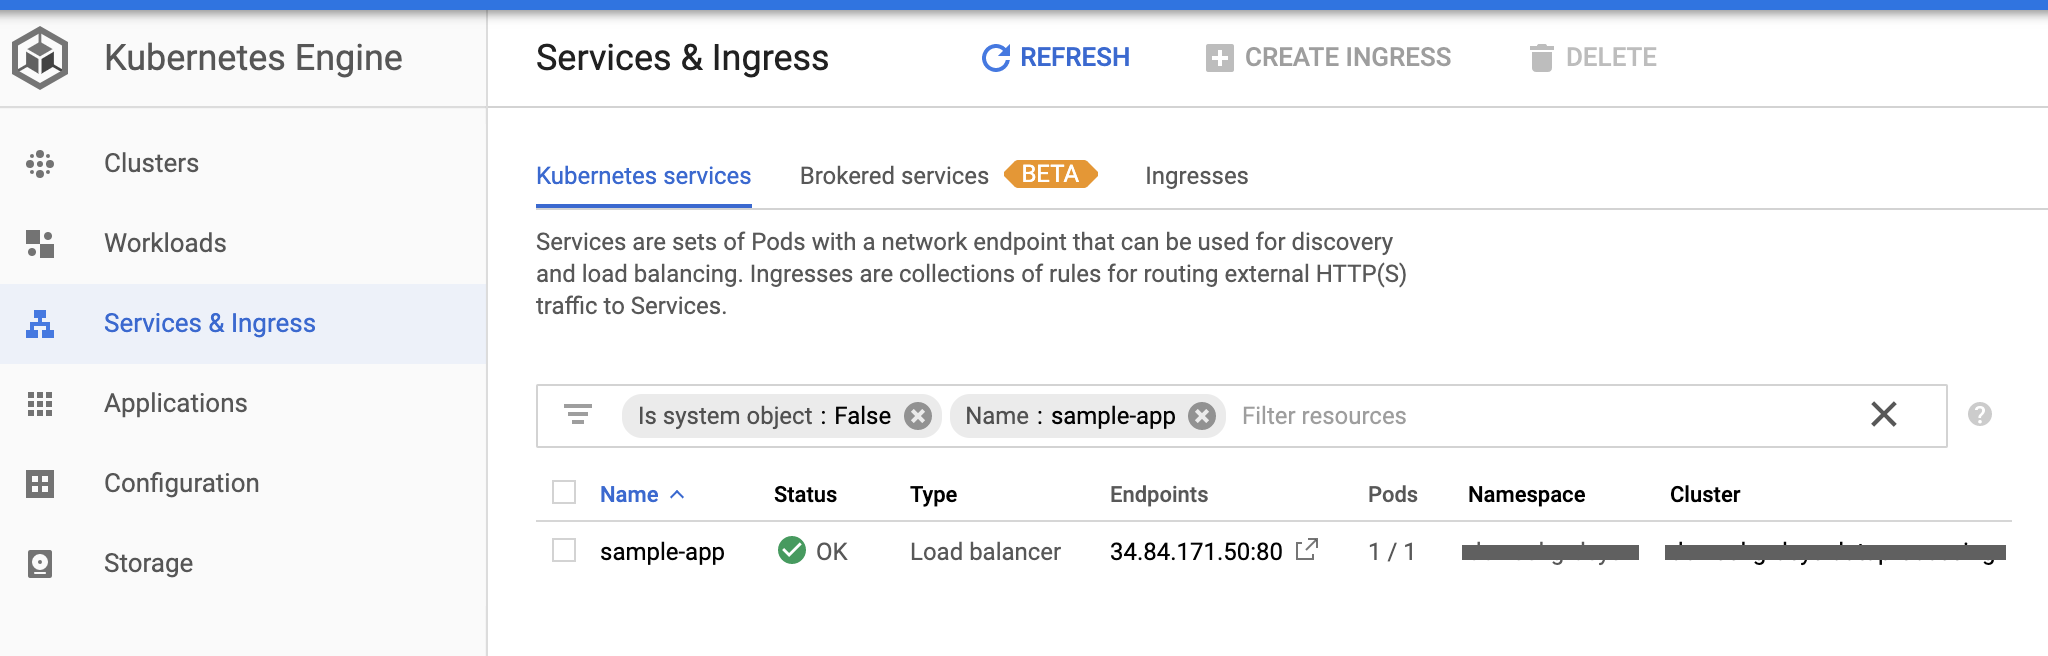 Kubernetes Engine
Services & Ingress
REFRESH
CREATE INGRESS
DELETE
Clusters
Workloads
Services & Ingress
Applications
Configuration
Storage
Kubernetes services
Brokered services BETA
Ingresses
Services are sets of Pods with a network endpoint that can be used for discovery
and load balancing. Ingresses are collections of rules for routing external HTTP(S)
traffic to Services.
Is system object : False Name : sample-app Filter resources
Name Status Type Endpoints Pods Namespace Cluster
sample-app OK Load balancer 34.84.171.50:80 1 / 1